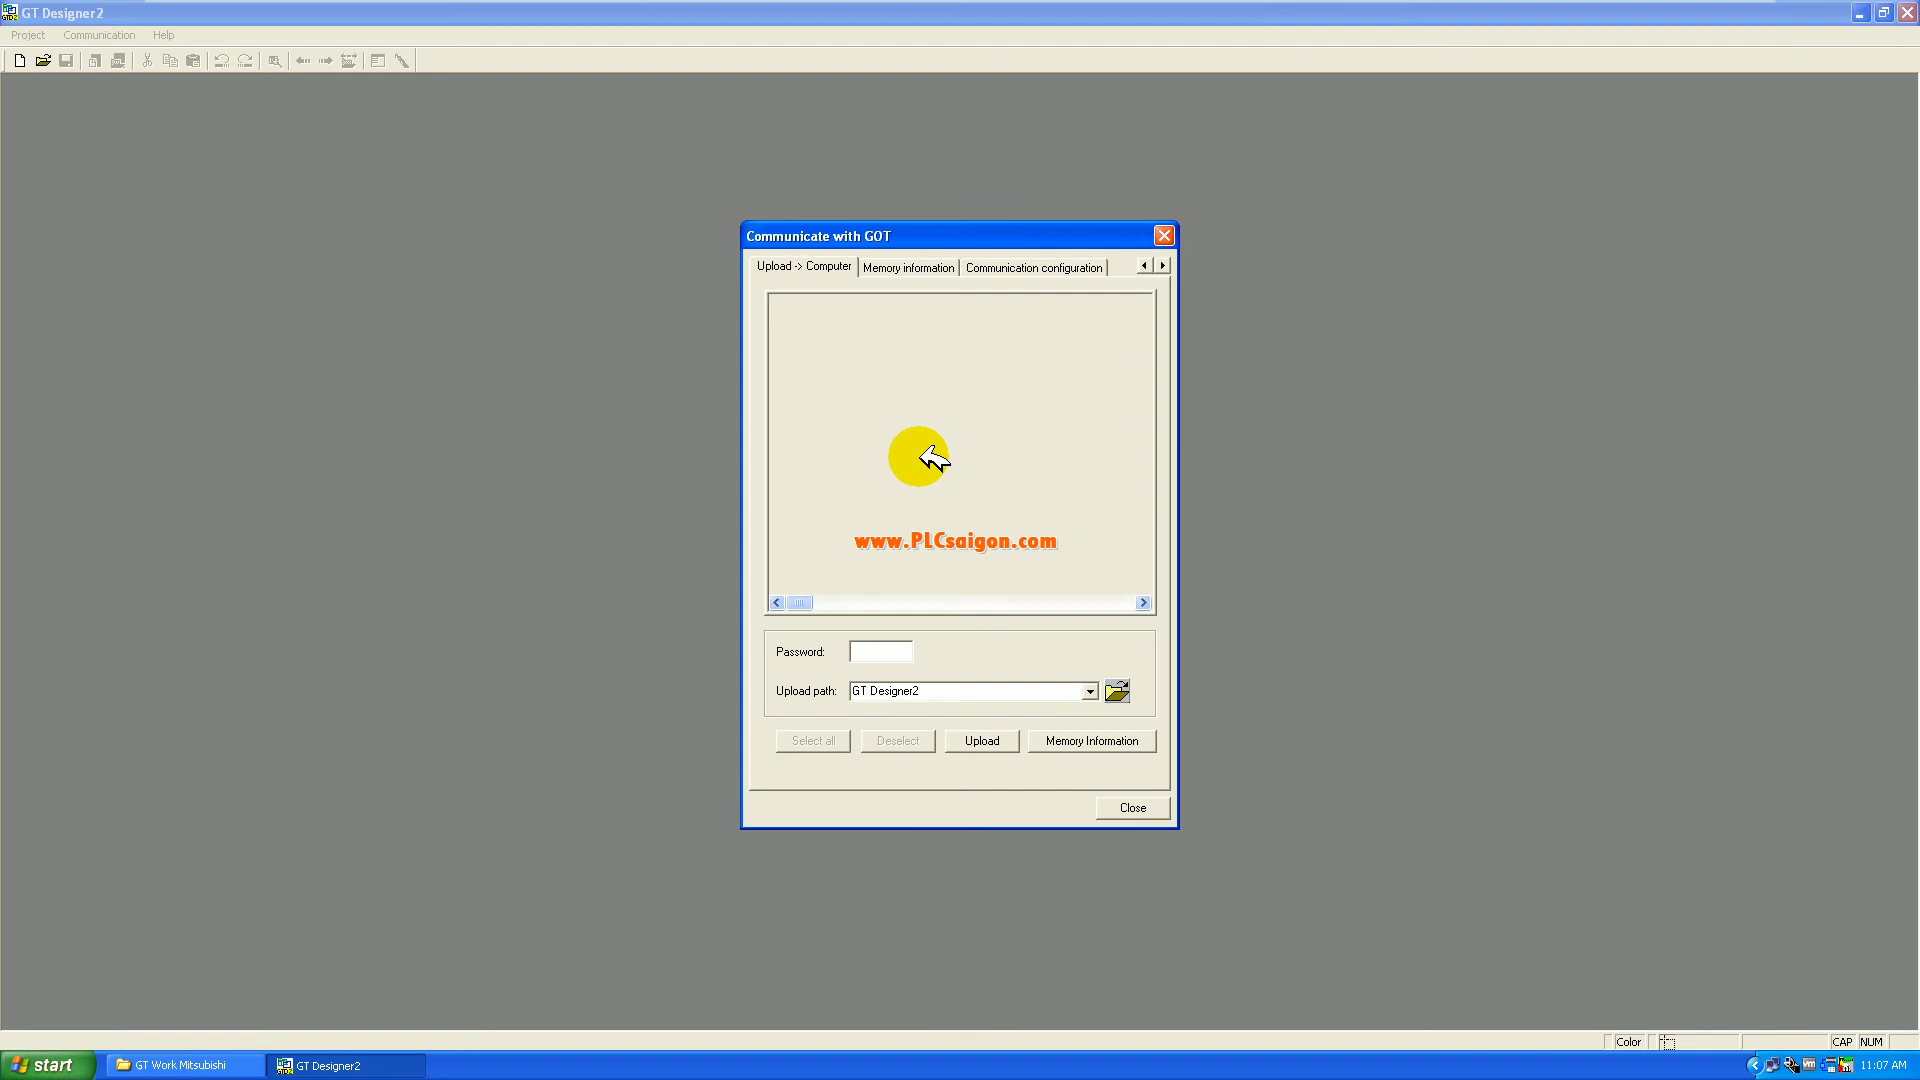 GT Designer2
Project Communication Help
Communicate with GOT
Upload -> Computer Memory information Communication configuration
www.PLCsaigon.com
Password:
Upload path: GT Designer2
Select all Deselect Upload Memory Information
Close
Color CAP NUM
start GT Work Mitsubishi GT Designer2 11:07 AM